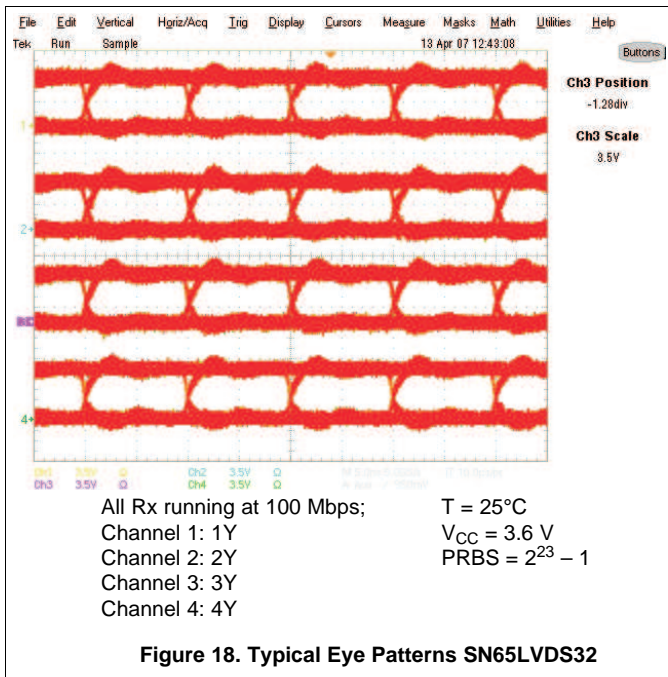 File Edit Vertical Horiz/Acq Trig Display Cursors Measure Masks Math Utilities Help
Tek Run Sample 13 Apr 07 12:43:08
Buttons
Ch3 Position
-1.28div
Ch3 Scale
3.5V
1
2
4
Ch1 3.5V Ω Ch2 3.5V Ω
Ch3 3.5V Ω Ch4 3.5V Ω
All Rx running at 100 Mbps; T = 25°C
Channel 1: 1Y VCC = 3.6 V
Channel 2: 2Y PRBS = 2^23 – 1
Channel 3: 3Y
Channel 4: 4Y
Figure 18. Typical Eye Patterns SN65LVDS32